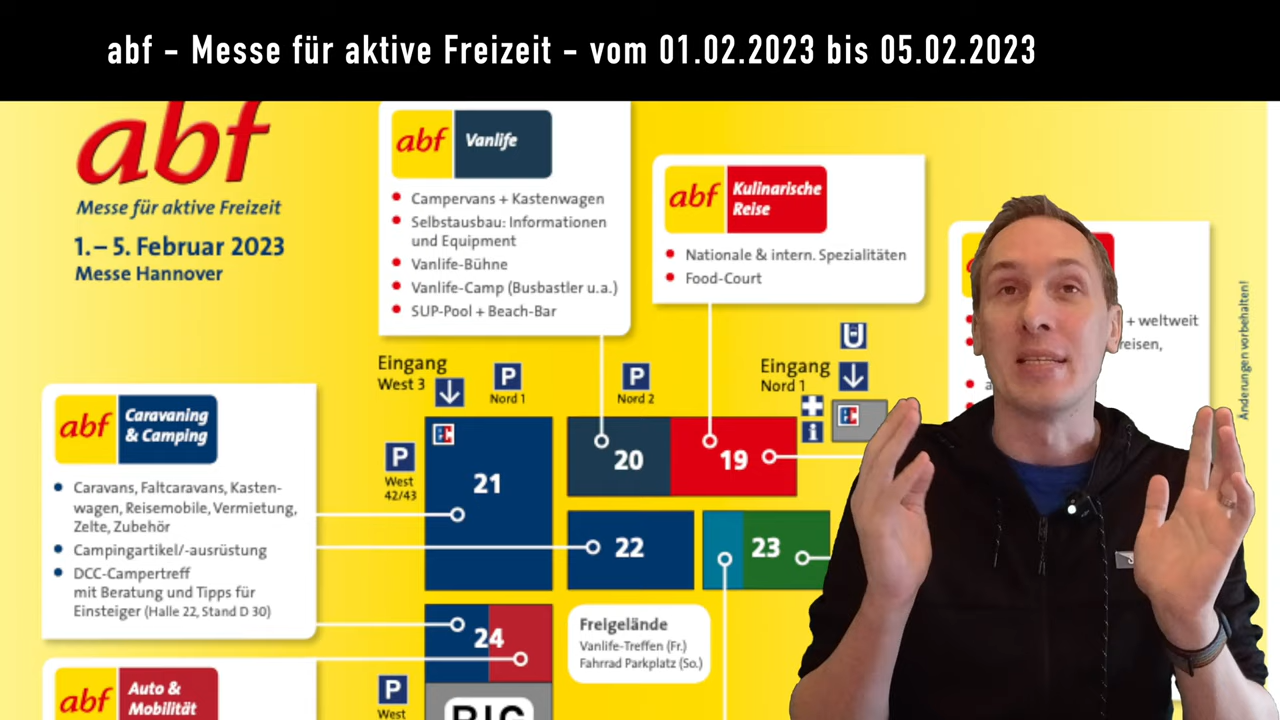 abf - Messe für aktive Freizeit - vom 01.02.2023 bis 05.02.2023
abf
Messe für aktive Freizeit
1. – 5. Februar 2023
Messe Hannover
abf Vanlife
Campervans + Kastenwagen
Selbstausbau: Informationen
und Equipment
Vanlife-Bühne
Vanlife-Camp (Busbastler u.a.)
SUP-Pool + Beach-Bar
abf Kulinarische
Reise
Nationale & intern. Spezialitäten
Food-Court
+ weltweit
Änderungen vorbehalten!
Eingang
West 3
P
Nord 1
P
Nord 2
Eingang
Nord 1
U
i
P
West
42/43
21
20
19
22
23
24
abf Caravaning
& Camping
Caravans, Faltcaravans, Kasten-
wagen, Reisemobile, Vermietung,
Zelte, Zubehör
Campingartikel/-ausrüstung
DCC-Campertreff
mit Beratung und Tipps für
Einsteiger (Halle 22, Stand D 30)
Freigelände
Vanlife-Treffen (Fr.)
Fahrrad Parkplatz (So.)
abf Auto &
Mobilität
P
West